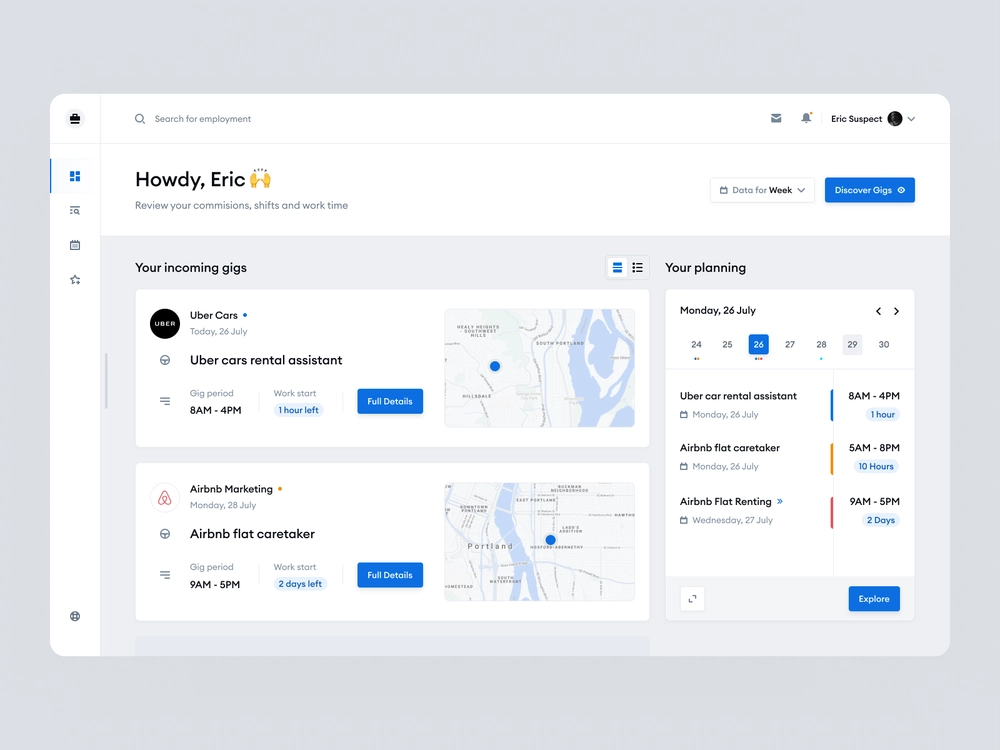 Search for employment
Eric Suspect
Howdy, Eric 🙌
Review your commisions, shifts and work time
Data for Week
Discover Gigs
Your incoming gigs
UBER
Uber Cars
Today, 26 July
Uber cars rental assistant
Gig period
8AM - 4PM
Work start
1 hour left
Full Details
HEALY HEIGHTS
- SOUTHWEST
HILLS
SOUTH PORTLAND
HILLSDALE
Airbnb Marketing
Monday, 28 July
Airbnb flat caretaker
Gig period
9AM - 5PM
Work start
2 days left
Full Details
DOWNTOWN
PORTLAND
EAST PORTLAND
BUCKMAN
NEIGHBORHOOD
HAWTHO
LADD'S
ADDITION
Portland
HOSFORD-ABERNETHY
SOUTH
WATERFRONT
HOMESTEAD
Your planning
Monday, 26 July
24 25 26 27 28 29 30
Uber car rental assistant
Monday, 26 July
8AM - 4PM
1 hour
Airbnb flat caretaker
Monday, 26 July
5AM - 8PM
10 Hours
Airbnb Flat Renting »
Wednesday, 27 July
9AM - 5PM
2 Days
Explore